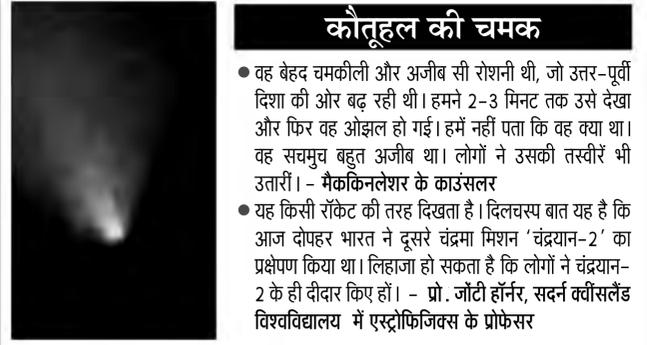 कौतूहल की चमक
● वह बेहद चमकीली और अजीब सी रोशनी थी, जो उत्तर-पूर्वी
दिशा की ओर बढ़ रही थी। हमने 2-3 मिनट तक उसे देखा
और फिर वह ओझल हो गई। हमें नहीं पता कि वह क्या था।
वह सचमुच बहुत अजीब था। लोगों ने उसकी तस्वीरें भी
उतारीं। - मैककिनलेशर के काउंसलर
● यह किसी रॉकेट की तरह दिखता है। दिलचस्प बात यह है कि
आज दोपहर भारत ने दूसरे चंद्रमा मिशन ‘चंद्रयान-2’ का
प्रक्षेपण किया था। लिहाजा हो सकता है कि लोगों ने चंद्रयान-
2 के ही दीदार किए हों। - प्रो. जोंटी हॉर्नर, सदर्न क्वींसलैंड
विश्वविद्यालय में एस्ट्रोफिजिक्स के प्रोफेसर